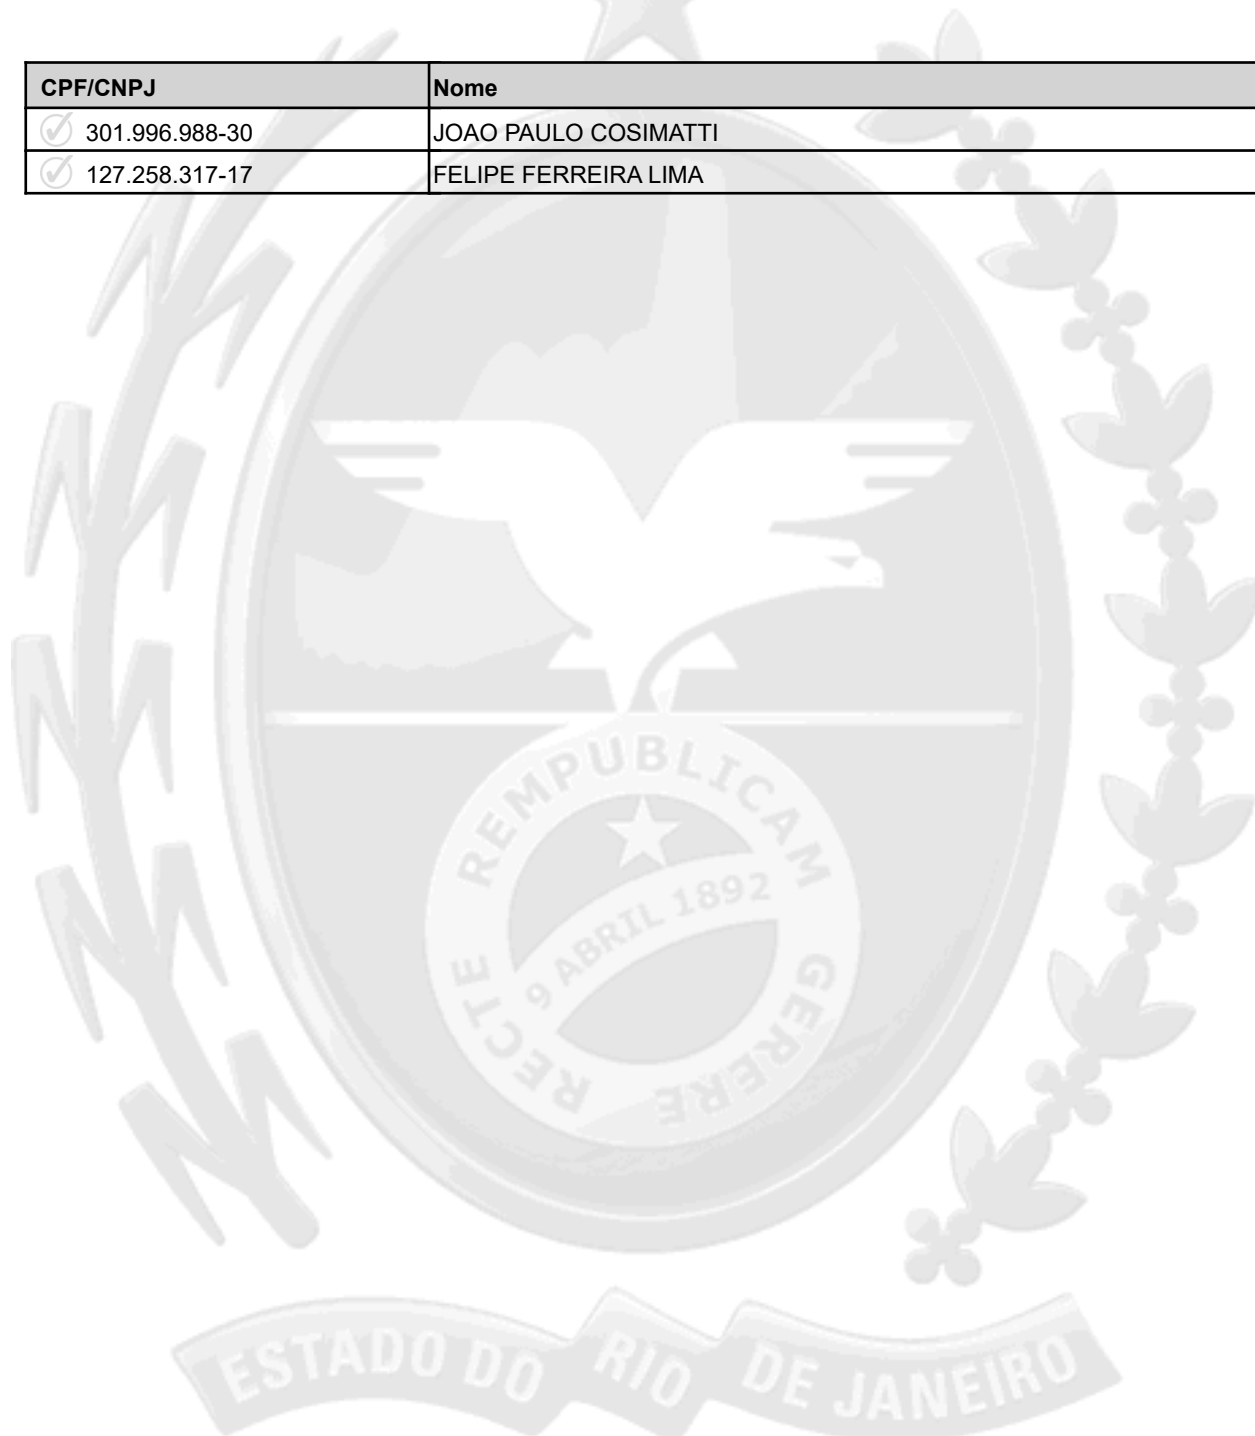 CPF/CNPJ Nome
301.996.988-30 JOAO PAULO COSIMATTI
127.258.317-17 FELIPE FERREIRA LIMA
REMPUBLICAM
9 ABRIL 1892
RECTE GERERE
ESTADO DO RIO DE JANEIRO